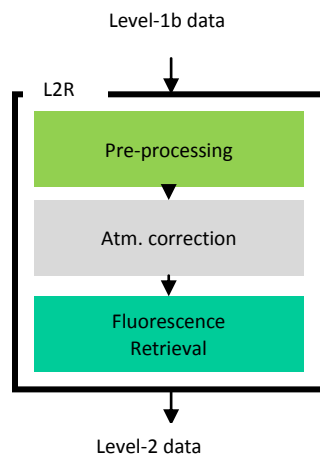 Level-1b data
L2R
Pre-processing
Atm. correction
Fluorescence
Retrieval
Level-2 data